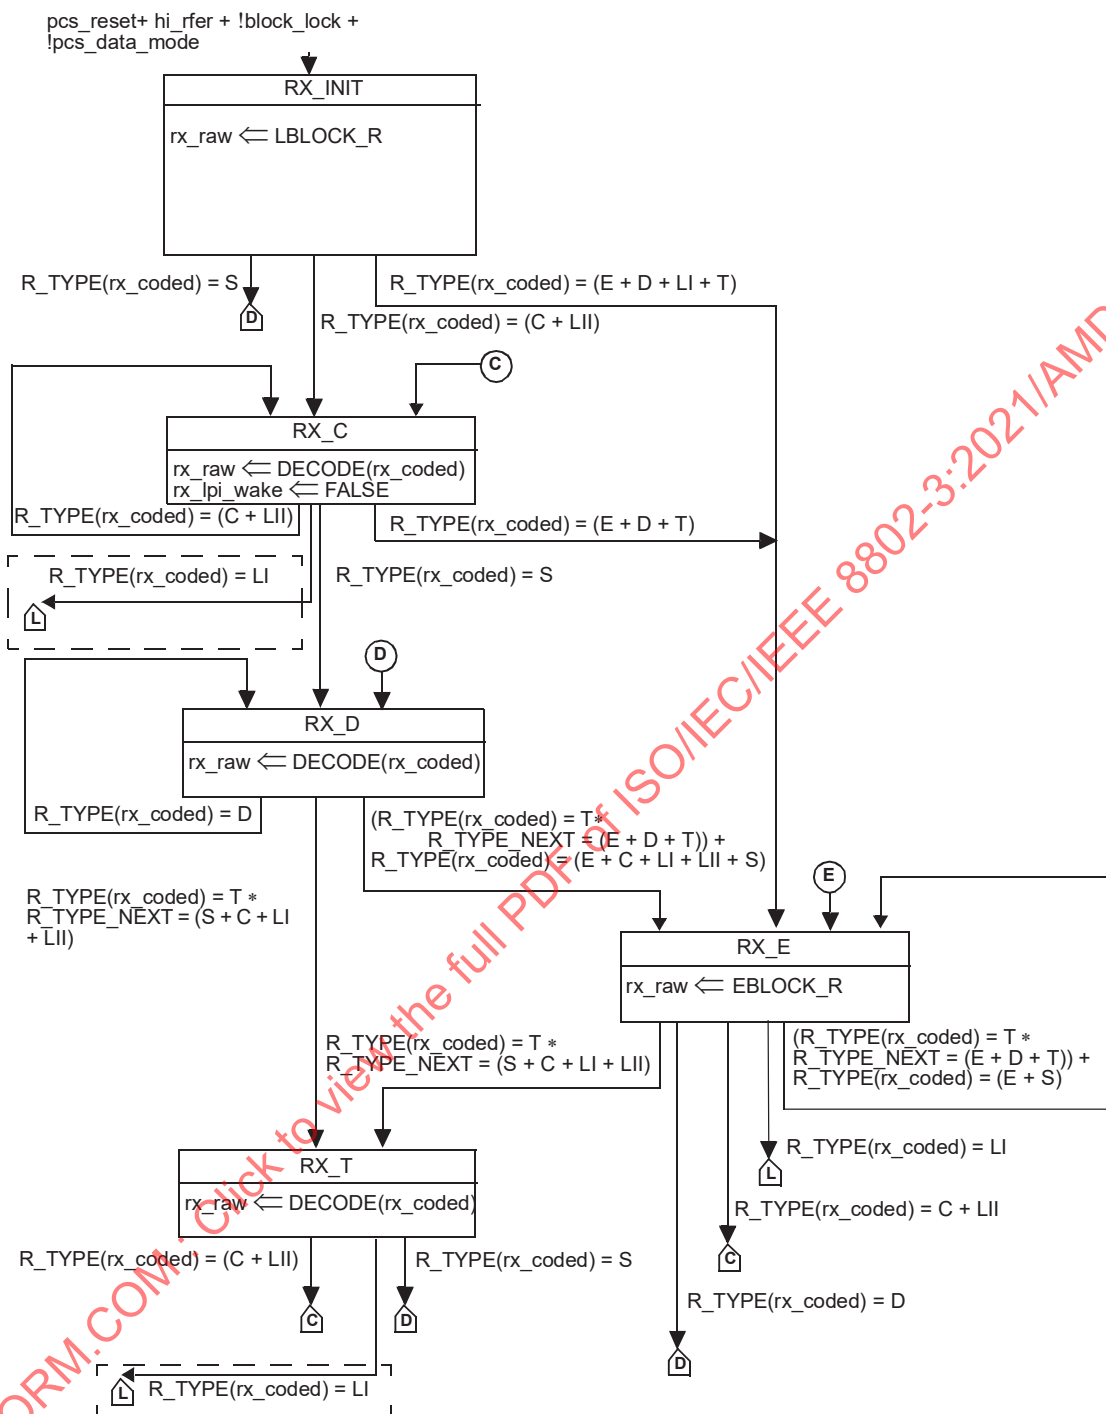 pcs_reset+ hi_rfer + !block_lock +
!pcs_data_mode
RX_INIT
rx_raw ⇐ LBLOCK_R
R_TYPE(rx_coded) = S
R_TYPE(rx_coded) = (E + D + LI + T)
D
R_TYPE(rx_coded) = (C + LII)
C
RX_C
rx_raw ⇐ DECODE(rx_coded)
rx_lpi_wake ⇐ FALSE
R_TYPE(rx_coded) = (C + LII)
R_TYPE(rx_coded) = (E + D + T)
R_TYPE(rx_coded) = LI
R_TYPE(rx_coded) = S
L
D
RX_D
rx_raw ⇐ DECODE(rx_coded)
R_TYPE(rx_coded) = D
(R_TYPE(rx_coded) = T*
R_TYPE_NEXT = (E + D + T)) +
R_TYPE(rx_coded) = (E + C + LI + LII + S)
R_TYPE(rx_coded) = T *
R_TYPE_NEXT = (S + C + LI
+ LII)
E
RX_E
rx_raw ⇐ EBLOCK_R
R_TYPE(rx_coded) = T *
R_TYPE_NEXT = (S + C + LI + LII)
(R_TYPE(rx_coded) = T *
R_TYPE_NEXT = (E + D + T)) +
R_TYPE(rx_coded) = (E + S)
R_TYPE(rx_coded) = LI
L
RX_T
rx_raw ⇐ DECODE(rx_coded)
R_TYPE(rx_coded) = C + LII
C
R_TYPE(rx_coded) = (C + LII)
R_TYPE(rx_coded) = S
C
D
R_TYPE(rx_coded) = D
D
R_TYPE(rx_coded) = LI
L
ORM.COM : Click to view the full PDF of ISO/IEC/IEEE 8802-3:2021/AMD